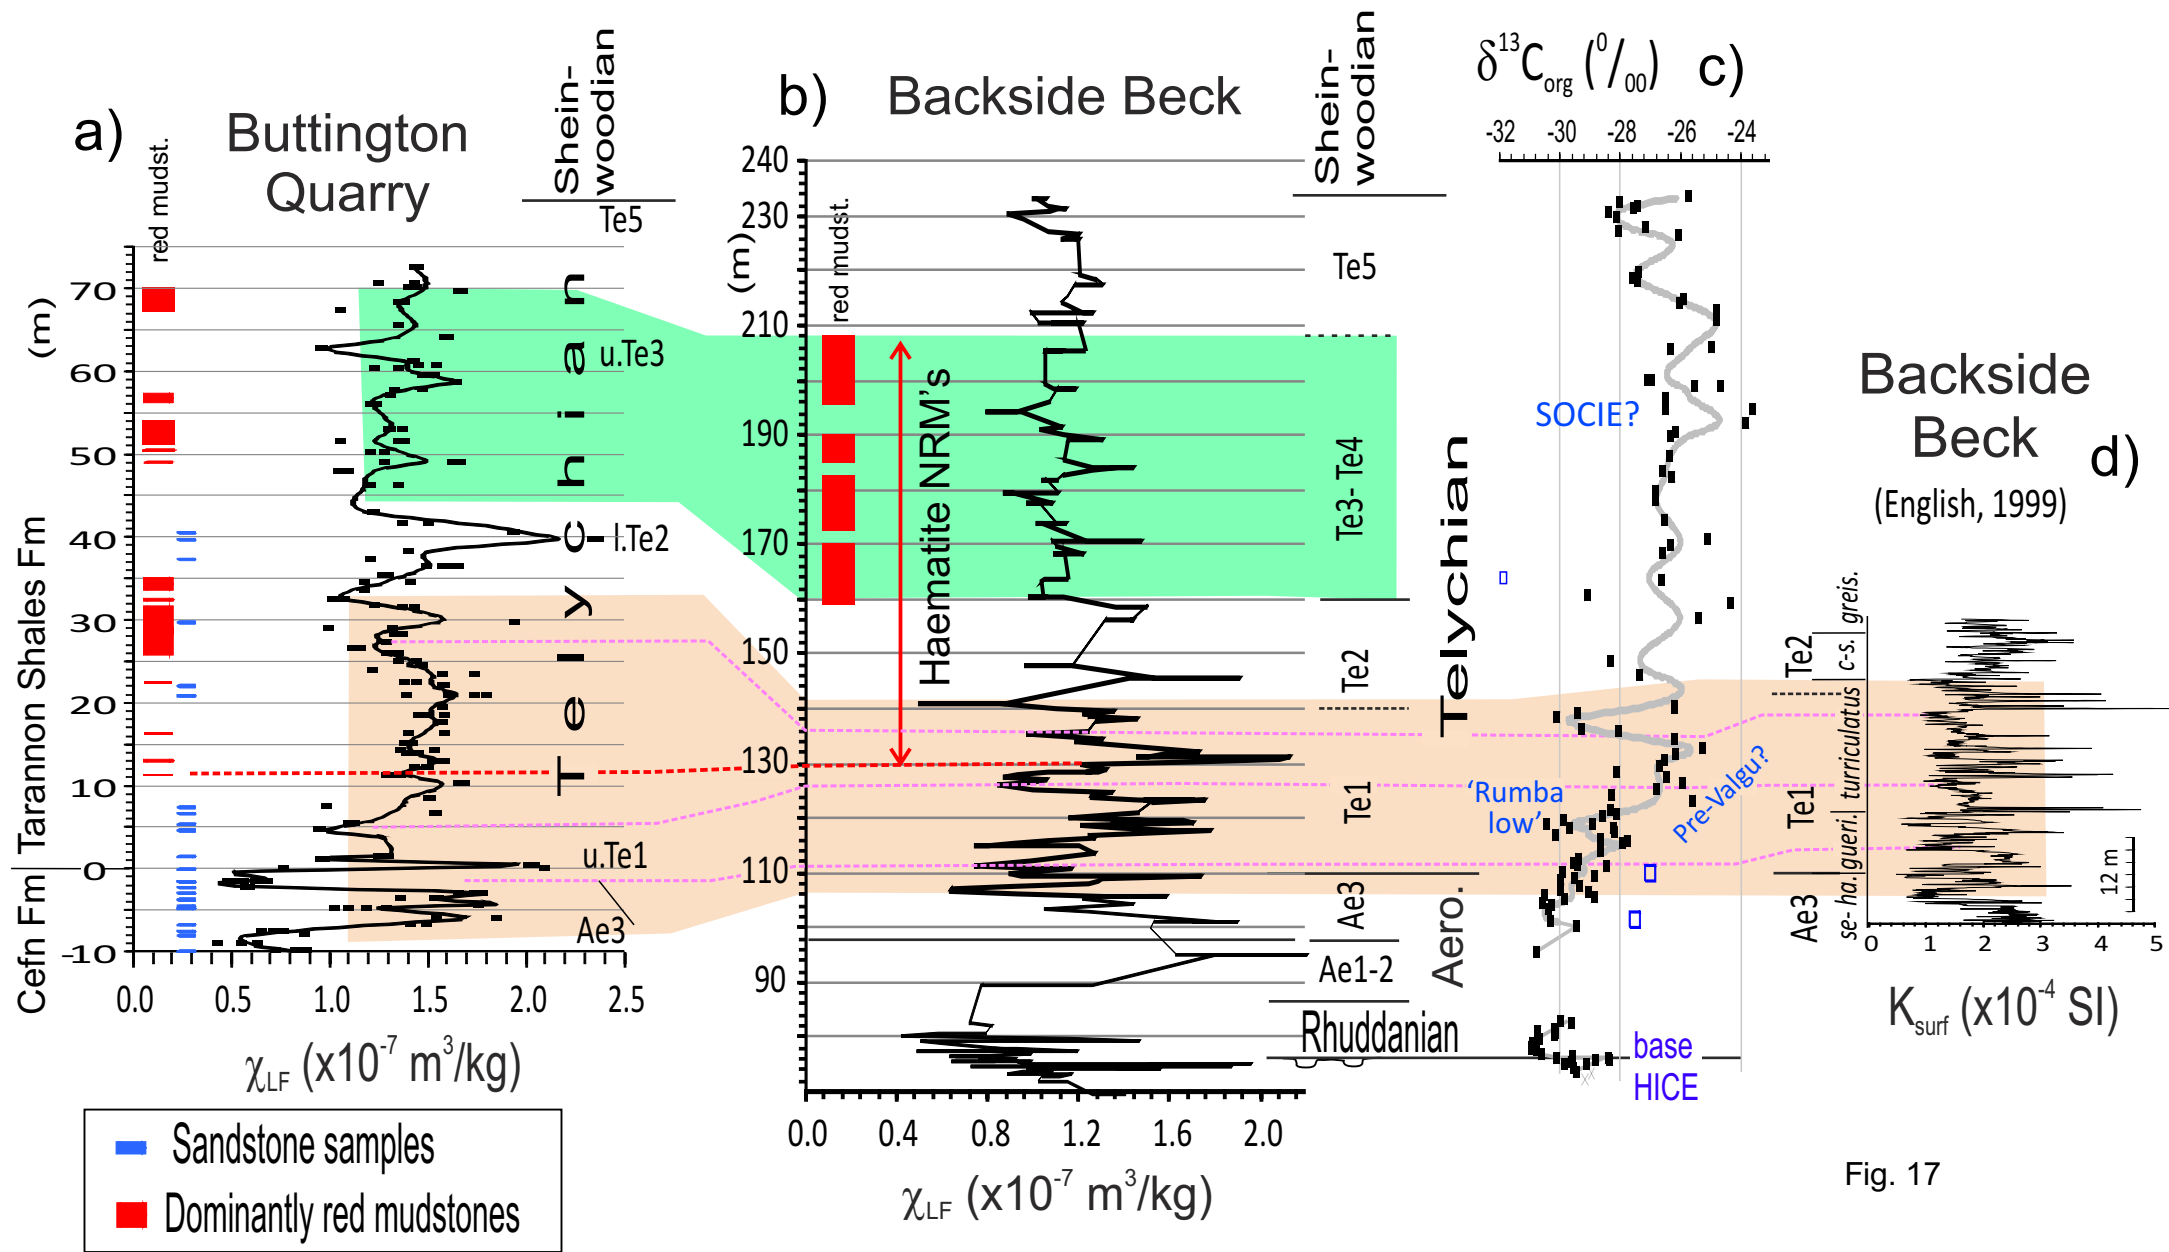 a)
Buttington
Quarry
red mudst.
Shein-
woodian
Te5
u.Te3
l.Te2
u.Te1
Ae3
Telychian
(m)
Tarannon Shales Fm
Cefn Fm
70
60
50
40
30
20
10
0
-10
0.0 0.5 1.0 1.5 2.0 2.5
χLF (x10-7 m3/kg)
Sandstone samples
Dominantly red mudstones
b)
Backside Beck
(m)
red mudst.
Haematite NRM's
240
230
210
190
170
150
130
110
90
0.0 0.4 0.8 1.2 1.6 2.0
χLF (x10-7 m3/kg)
Shein-
woodian
Te5
Te3- Te4
Te2
Te1
Ae3
Ae1-2
Rhuddanian
Telychian
Aero.
δ13Corg (0/00)
c)
-32 -30 -28 -26 -24
SOCIE?
'Rumba
low'
Pre-Valgu?
base
HICE
Backside
Beck
d)
(English, 1999)
Te2
Te1
Ae3
greis.
c-s.
turriculatus
gueri.
ha.
se-
12 m
0 1 2 3 4 5
Ksurf (x10-4 SI)
Fig. 17